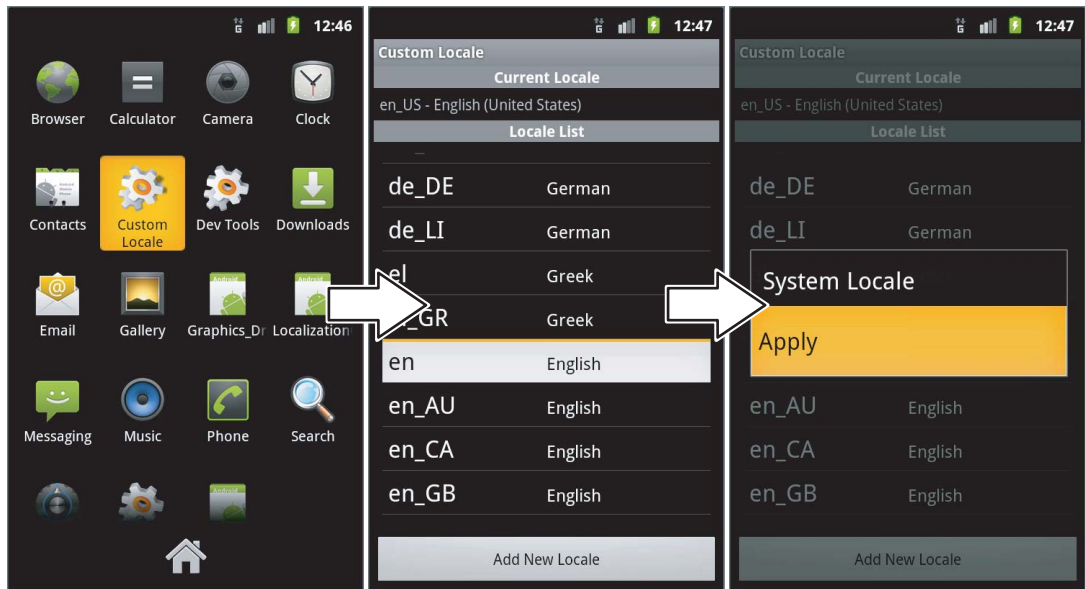 12:46
Browser
Calculator
Camera
Clock
Contacts
Custom
Locale
Dev Tools
Downloads
Email
Gallery
Graphics_Dr
Localization
Messaging
Music
Phone
Search
12:47
Custom Locale
Current Locale
en_US - English (United States)
Locale List
de_DE German
de_LI German
el Greek
_GR Greek
en English
en_AU English
en_CA English
en_GB English
Add New Locale
12:47
Custom Locale
Current Locale
en_US - English (United States)
Locale List
de_DE German
de_LI German
System Locale
Apply
en_AU English
en_CA English
en_GB English
Add New Locale